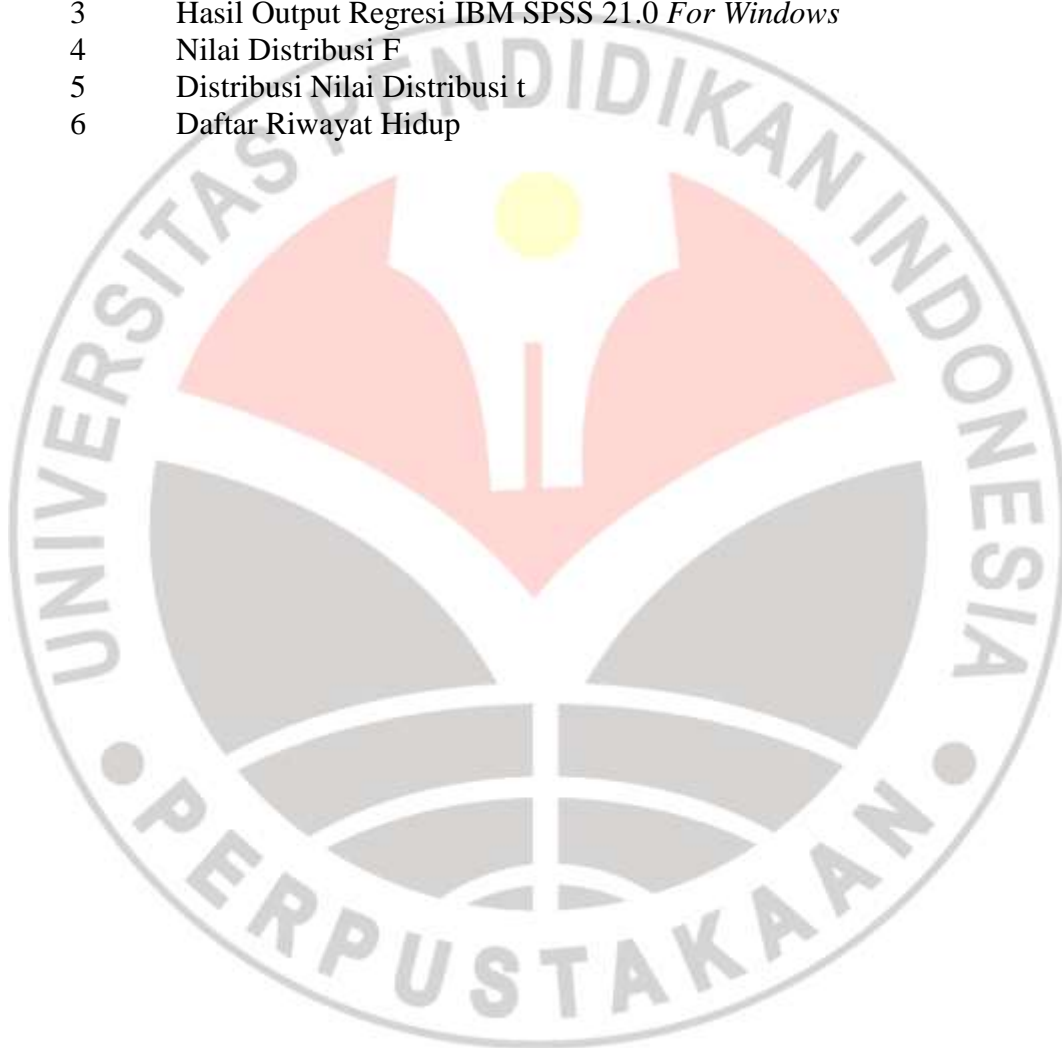 3 Hasil Output Regresi IBM SPSS 21.0 For Windows
4 Nilai Distribusi F
5 Distribusi Nilai Distribusi t
6 Daftar Riwayat Hidup
UNIVERSITAS PENDIDIKAN INDONESIA
PERPUSTAKAAN